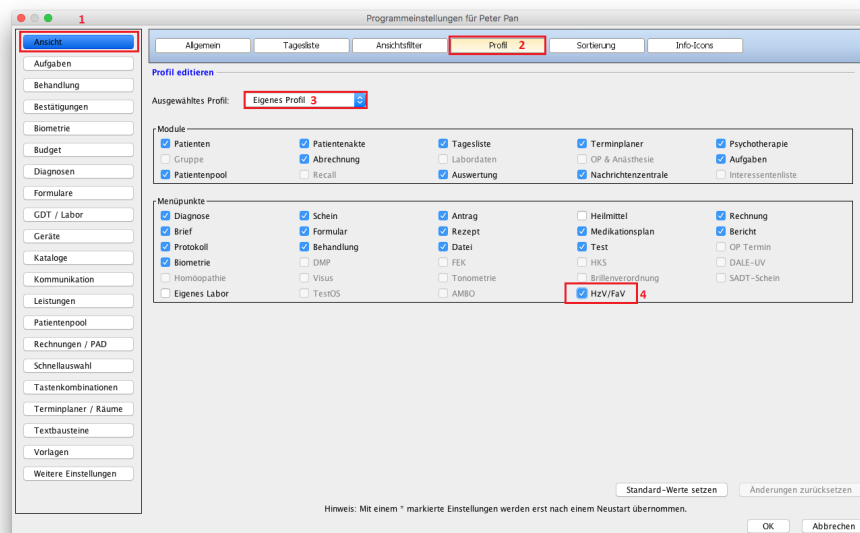 Programmeinstellungen für Peter Pan
1
Ansicht
Aufgaben
Behandlung
Bestätigungen
Biometrie
Budget
Diagnosen
Formulare
GDT / Labor
Geräte
Kataloge
Kommunikation
Leistungen
Patientenpool
Rechnungen / PAD
Schnellauswahl
Tastenkombinationen
Terminplaner / Räume
Textbausteine
Vorlagen
Weitere Einstellungen
Allgemein Tagesliste Ansichtsfilter Profil 2 Sortierung Info-Icons
Profil editieren
Ausgewähltes Profil: Eigenes Profil 3
Module
Patienten Patientenakte Tagesliste Terminplaner Psychotherapie
Gruppe Abrechnung Labordaten OP & Anästhesie Aufgaben
Patientenpool Recall Auswertung Nachrichtenzentrale Interessentenliste
Menüpunkte
Diagnose Schein Antrag Heilmittel Rechnung
Brief Formular Rezept Medikationsplan Bericht
Protokoll Behandlung Datei Test OP Termin
Biometrie DMP FEK HKS DALE-UV
Homöopathie Visus Tonometrie Brillenverordnung SADT-Schein
Eigenes Labor TestOS AMBO HzV/FaV 4
Standard-Werte setzen Änderungen zurücksetzen
Hinweis: Mit einem * markierte Einstellungen werden erst nach einem Neustart übernommen.
OK Abbrechen